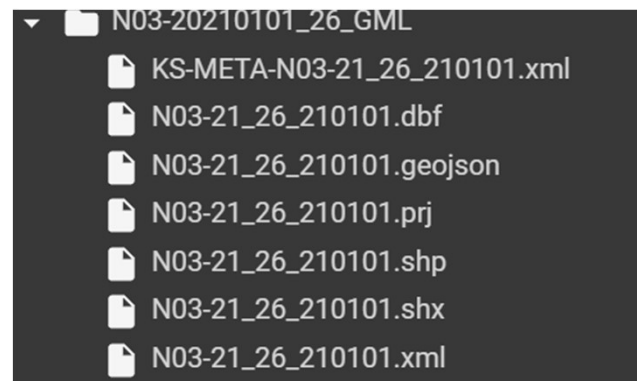 N03-20210101_26_GML
KS-META-N03-21_26_210101.xml
N03-21_26_210101.dbf
N03-21_26_210101.geojson
N03-21_26_210101.prj
N03-21_26_210101.shp
N03-21_26_210101.shx
N03-21_26_210101.xml